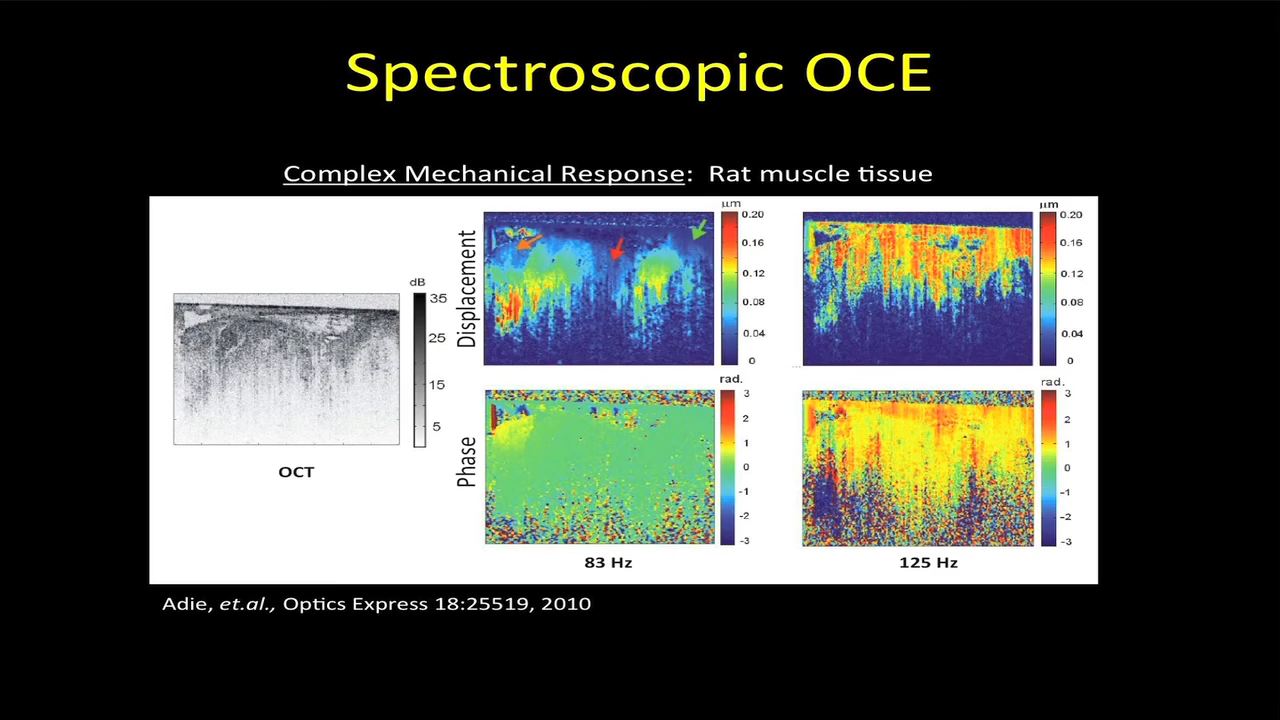 Spectroscopic OCE
Complex Mechanical Response: Rat muscle tissue
dB
35
25
15
5
OCT
Displacement
μm
0.20
0.16
0.12
0.08
0.04
0
μm
0.20
0.16
0.12
0.08
0.04
0
Phase
rad.
3
2
1
0
-1
-2
-3
rad.
3
2
1
0
-1
-2
-3
83 Hz
125 Hz
Adie, et.al., Optics Express 18:25519, 2010